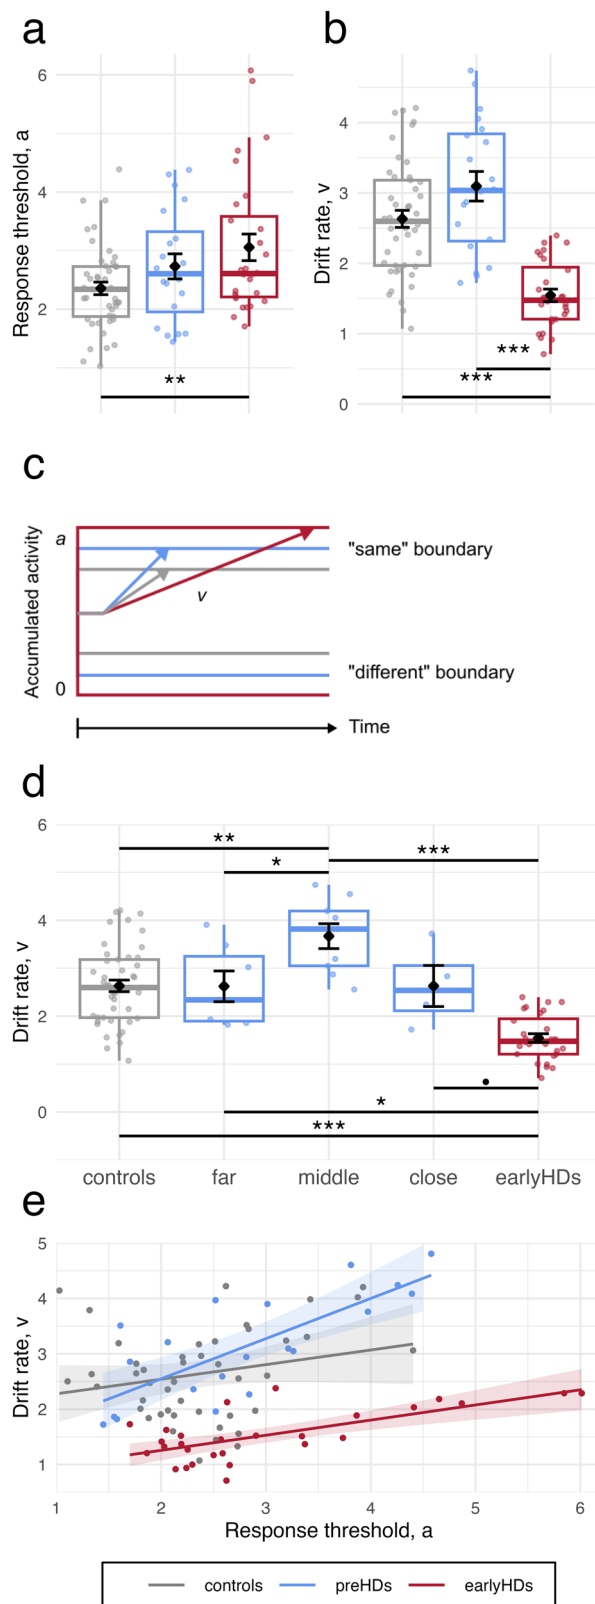 a
b
Response threshold, a
6
4
2
**
Drift rate, v
4
3
2
1
0
***
***
c
Accumulated activity
a
0
v
"same" boundary
"different" boundary
Time
d
Drift rate, v
6
4
2
0
**
*
***
*
***
controls far middle close earlyHDs
e
Drift rate, v
5
4
3
2
1
1 2 3 4 5 6
Response threshold, a
controls preHDs earlyHDs